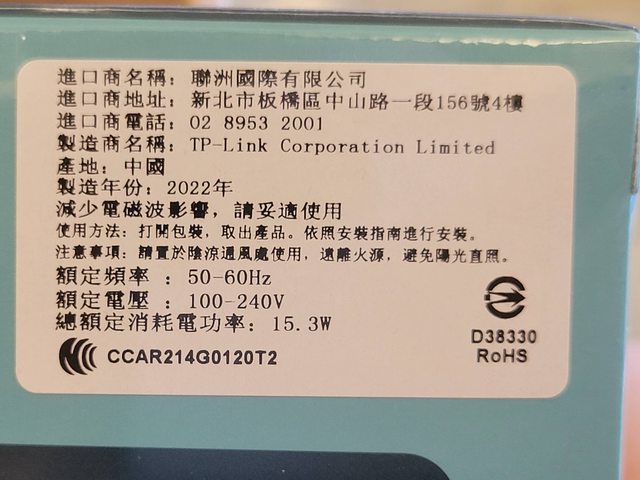 進口商名稱: 聯洲國際有限公司
進口商地址: 新北市板橋區中山路一段156號4樓
進口商電話: 02 8953 2001
製造商名稱: TP-Link Corporation Limited
產地: 中國
製造年份: 2022年
減少電磁波影響,請妥適使用
使用方法: 打開包裝,取出產品。依照安裝指南進行安裝。
注意事項: 請置於陰涼通風處使用,遠離火源,避免陽光直照。
額定頻率 : 50-60Hz
額定電壓 : 100-240V
總額定消耗電功率: 15.3W
CCAR214G0120T2
D38330
RoHS